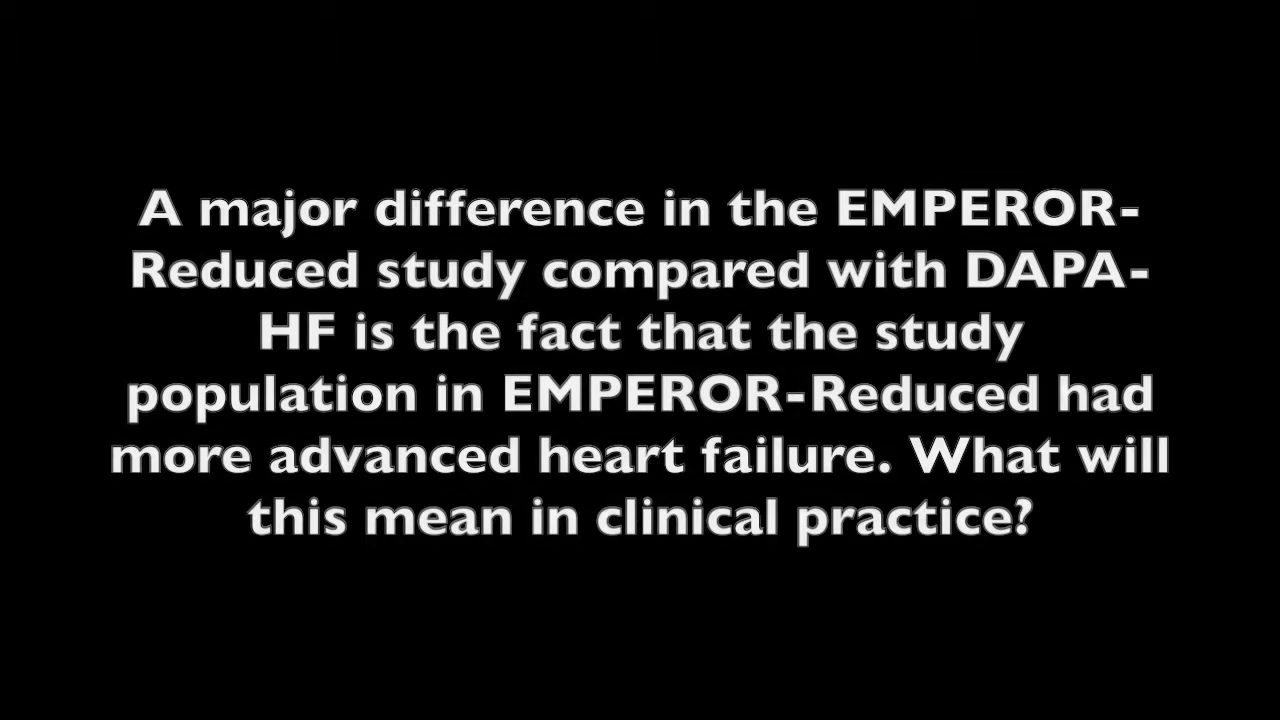 A major difference in the EMPEROR-
Reduced study compared with DAPA-
HF is the fact that the study
population in EMPEROR-Reduced had
more advanced heart failure. What will
this mean in clinical practice?